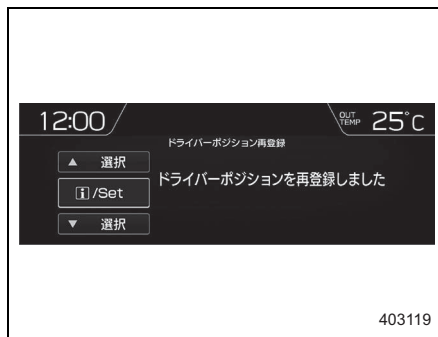 12:00
OUT TEMP 25°C
ドライバーポジション再登録
▲ 選択
ドライバーポジションを再登録しました
i/Set
▼ 選択
403119